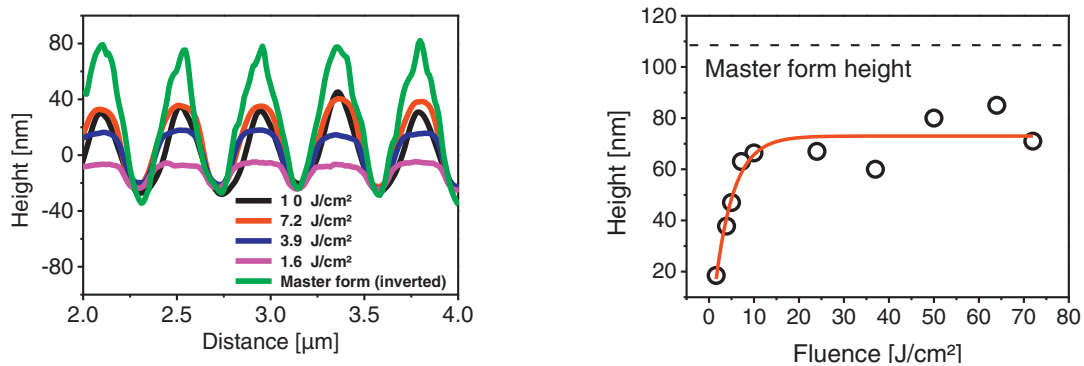 Height [nm]
80
40
0
-40
-80
1 0 J/cm²
7.2 J/cm²
3.9 J/cm²
1.6 J/cm²
Master form (inverted)
2.0 2.5 3.0 3.5 4.0
Distance [µm]
Height [nm]
120
100
80
60
40
20
Master form height
0 10 20 30 40 50 60 70 80
Fluence [J/cm²]